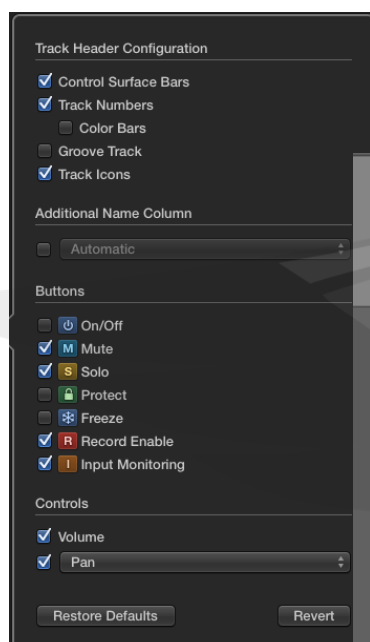 Track Header Configuration
Control Surface Bars
Track Numbers
Color Bars
Groove Track
Track Icons
Additional Name Column
Automatic
Buttons
On/Off
M Mute
S Solo
Protect
Freeze
R Record Enable
I Input Monitoring
Controls
Volume
Pan
Restore Defaults Revert